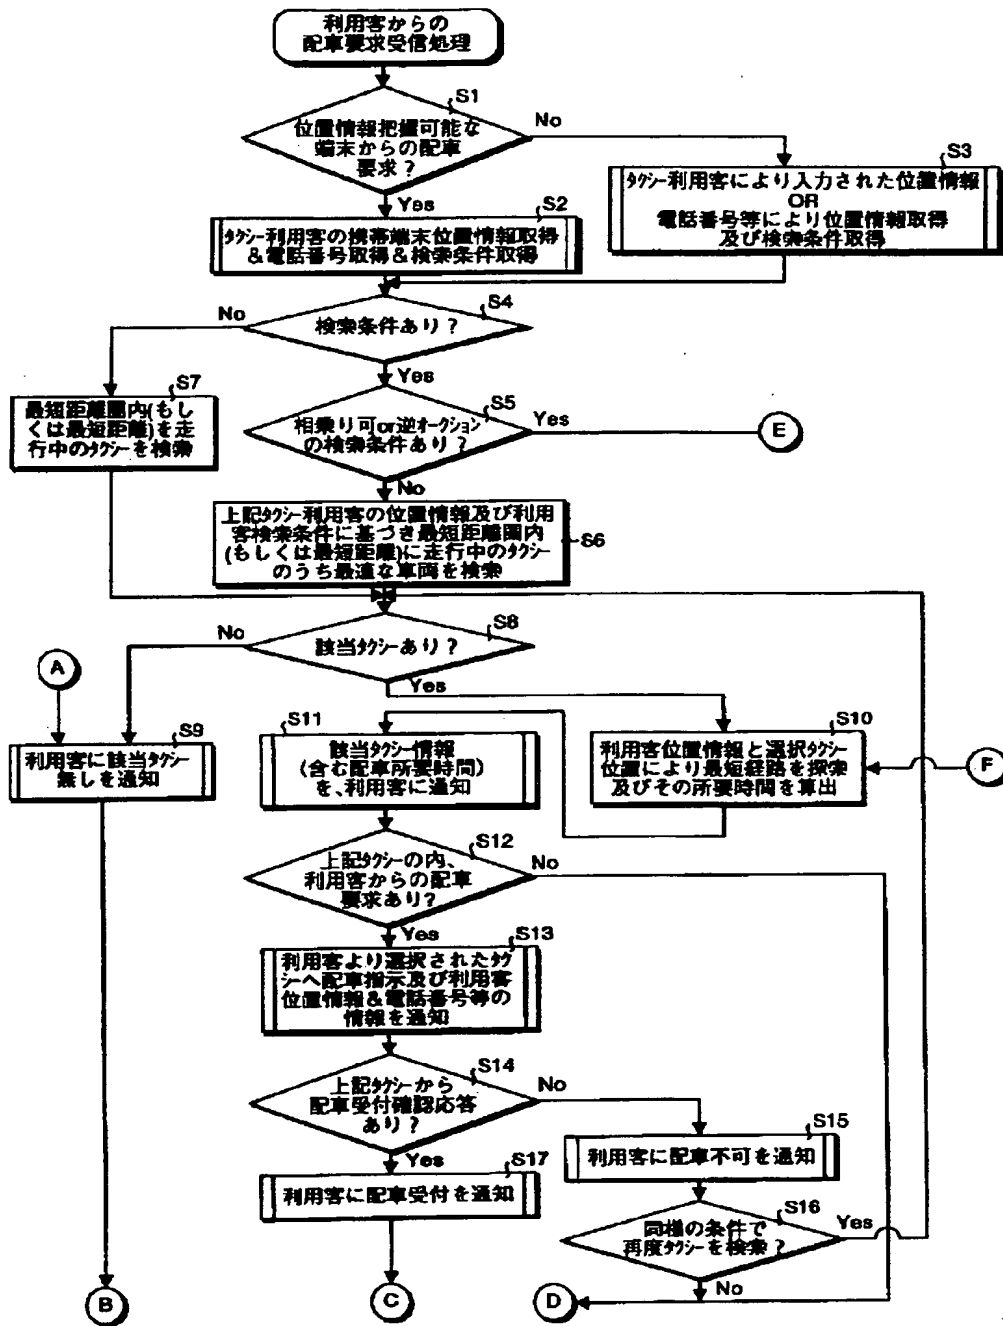 利用客からの
配車要求受信処理
S1
位置情報把握可能な
端末からの配車
要求？
No
Yes
S3
タクシー利用客により入力された位置情報
OR
電話番号等により位置情報取得
及び検索条件取得
S2
タクシー利用客の携帯端末位置情報取得
&電話番号取得&検索条件取得
S4
検索条件あり？
No
Yes
S7
最短距離圏内(もし
くは最短距離)を走
行中のタクシーを検索
S5
相乗り可or逆オークション
の検索条件あり？
Yes
E
No
上記タクシー利用客の位置情報及び利用
客検索条件に基づき最短距離圏内
(もしくは最短距離)に走行中のタクシー
のうち最適な車両を検索
S6
S8
該当タクシーあり？
No
Yes
A
S9
利用客に該当タクシー
無しを通知
S11
該当タクシー情報
(含む配車所要時間)
を、利用客に通知
S10
利用客位置情報と選択タクシー
位置により最短経路を探索
及びその所要時間を算出
F
S12
上記タクシーの内、
利用客からの配車
要求あり？
No
Yes
S13
利用客より選択されたタク
シーへ配車指示及び利用客
位置情報&電話番号等の
情報を通知
S14
上記タクシーから
配車受付確認応答
あり？
No
Yes
S15
利用客に配車不可を通知
S17
利用客に配車受付を通知
S16
同様の条件で
再度タクシーを検索？
Yes
No
B
C
D